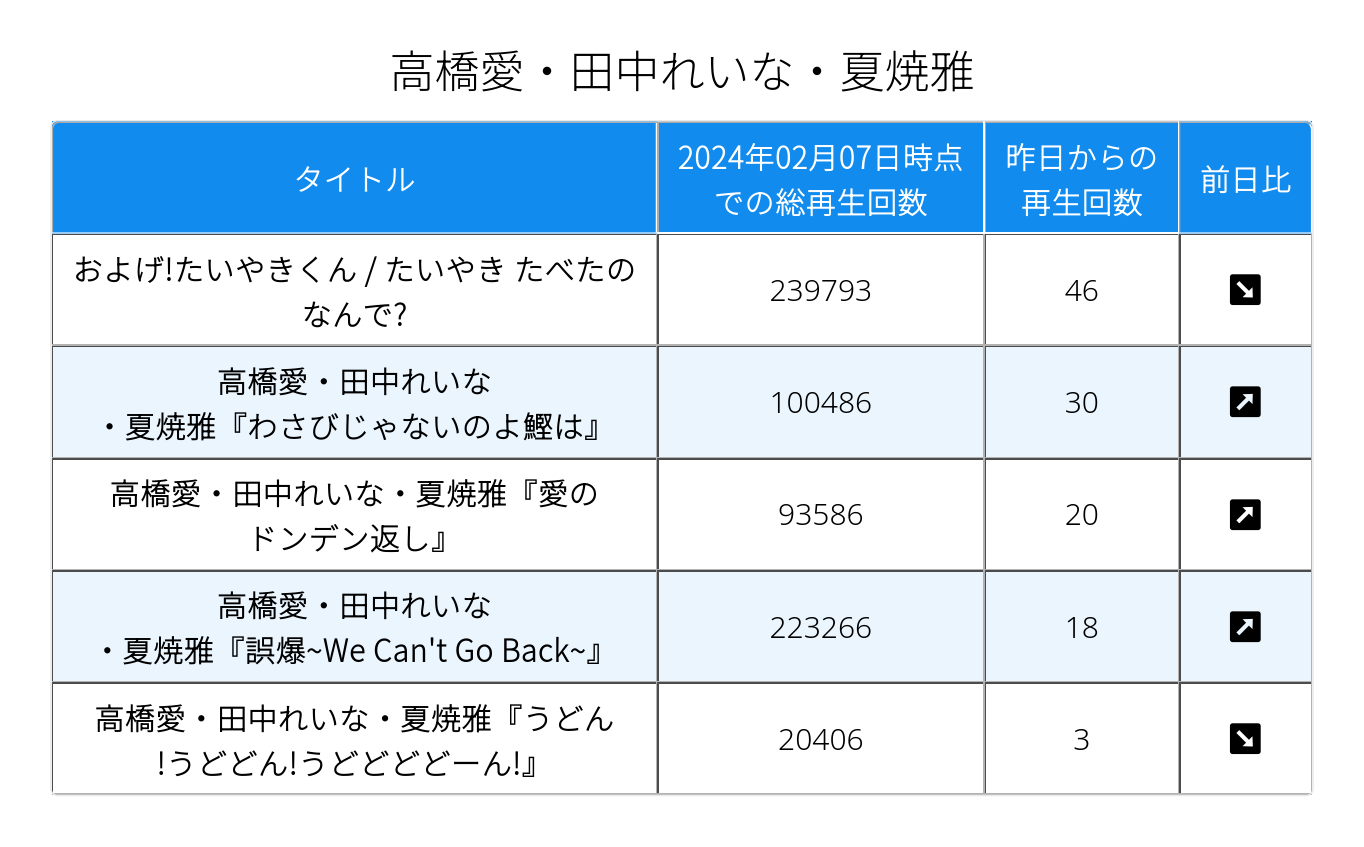 高橋愛・田中れいな・夏焼雅
タイトル
2024年02月07日時点
での総再生回数
昨日からの
再生回数
前日比
およげ!たいやきくん / たいやき たべたの
なんで?
239793
46
高橋愛・田中れいな
・夏焼雅『わさびじゃないのよ鰹は』
100486
30
高橋愛・田中れいな・夏焼雅『愛の
ドンデン返し』
93586
20
高橋愛・田中れいな
・夏焼雅『誤爆~We Can't Go Back~』
223266
18
高橋愛・田中れいな・夏焼雅『うどん
!うどどん!うどどどどーん!』
20406
3